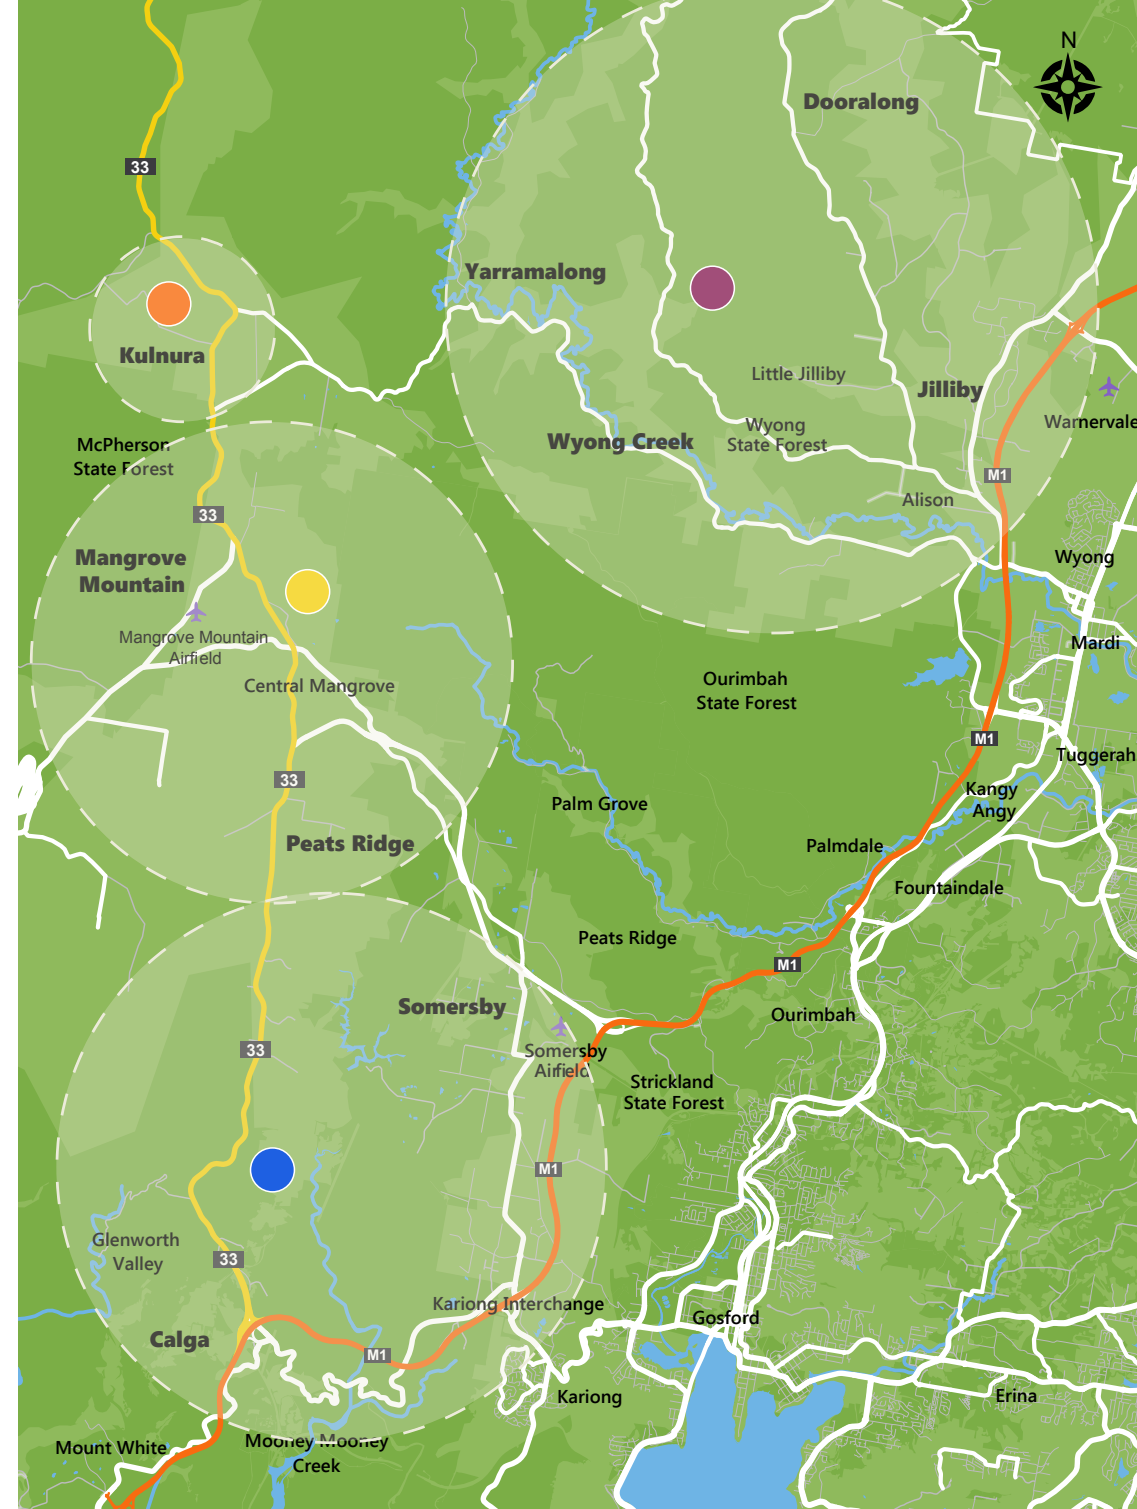 N
Dooralong
33
Yarramalong
Kulnura
Little Jilliby
Jilliby
Warnervale
Wyong
State Forest
Wyong Creek
McPherson
State Forest
M1
Alison
33
Mangrove
Mountain
Wyong
Mangrove Mountain
Airfield
Mardi
Central Mangrove
Ourimbah
State Forest
M1
Tuggerah
33
Kangy
Angy
Palm Grove
Peats Ridge
Palmdale
Fountaindale
Peats Ridge
M1
Somersby
Ourimbah
33
Somersby
Airfield
Strickland
State Forest
M1
Glenworth
Valley
33
Kariong Interchange
Gosford
Calga
M1
Kariong
Erina
Mount White
Mooney Mooney
Creek